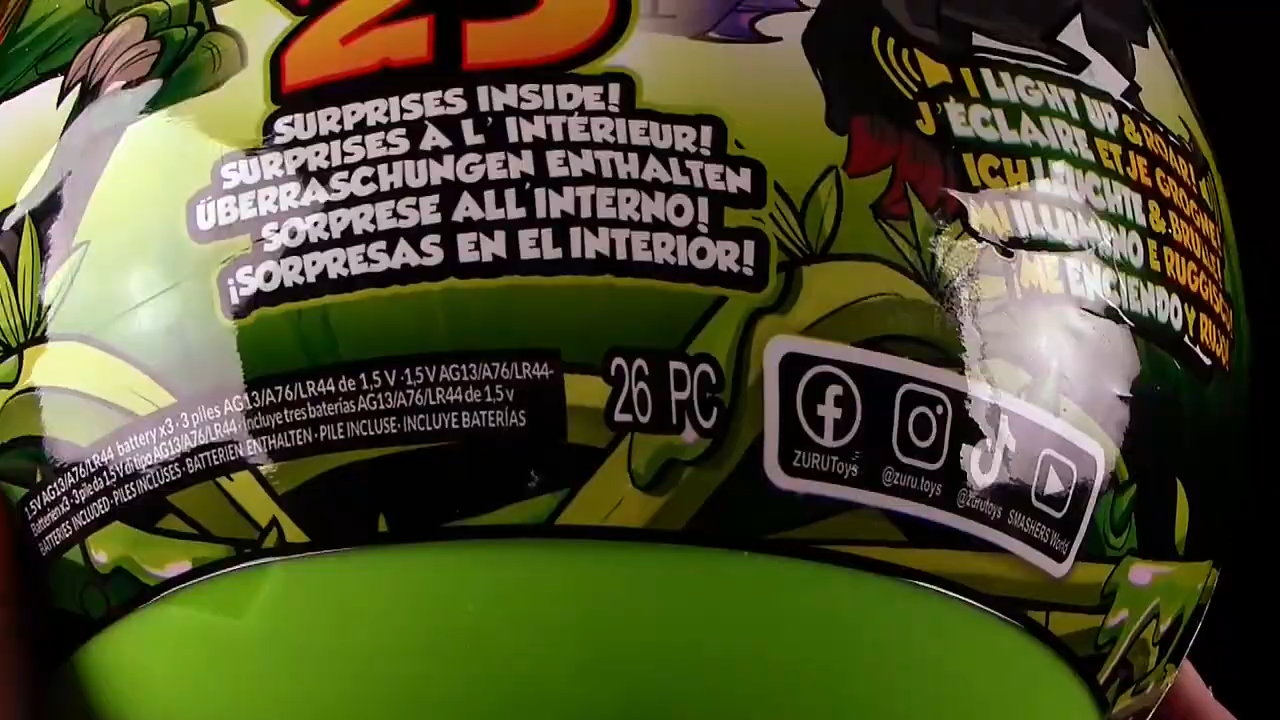 25
SURPRISES INSIDE!
SURPRISES À L'INTÉRIEUR!
ÜBERRASCHUNGEN ENTHALTEN
SORPRESE ALL'INTERNO!
¡SORPRESAS EN EL INTERIOR!
I LIGHT UP & ROAR!
J'ÉCLAIRE ET JE GROGNE!
ICH LEUCHTE & BRÜLLE!
MI ILLUMINO E RUGGISCO
ME ENCIENDO Y RUJO!
1.5V AG13/A76/LR44 battery x3 · 3 piles AG13/A76/LR44 de 1,5 V · 1,5 V AG13/A76/LR44-
Batterien x3 · 3 pile da 1,5V di tipo AG13/A76/LR44 · Incluye tres baterías AG13/A76/LR44 de 1,5 v
BATTERIES INCLUDED · PILES INCLUSES · BATTERIEN ENTHALTEN · PILE INCLUSE · INCLUYE BATERÍAS
26 PC
ZURUToys
@zuru.toys
@zurutoys
SMASHERS World